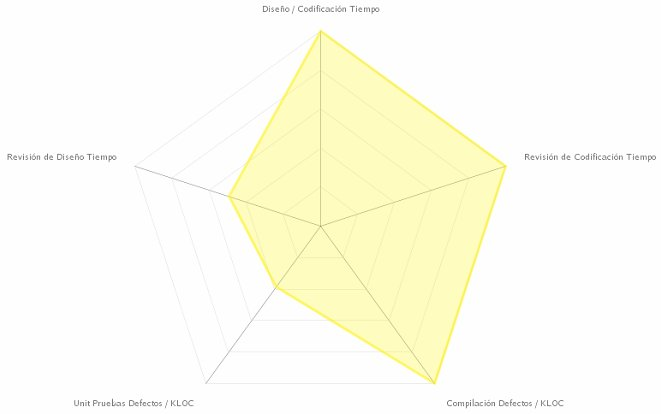 Diseño / Codificación Tiempo
Revisión de Diseño Tiempo
Revisión de Codificación Tiempo
Unit Pruebas Defectos / KLOC
Compilación Defectos / KLOC